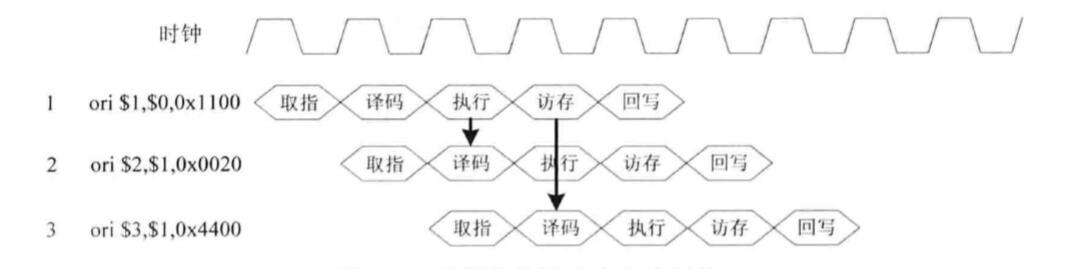 时钟
1 ori $1,$0,0x1100 取指 译码 执行 访存 回写
2 ori $2,$1,0x0020 取指 译码 执行 访存 回写
3 ori $3,$1,0x4400 取指 译码 执行 访存 回写